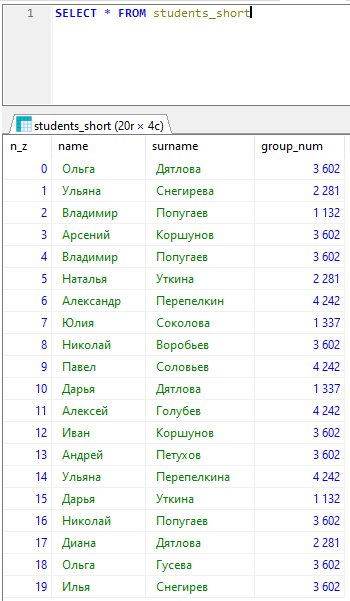 1 SELECT * FROM students_short
students_short (20r × 4c)
n_z name surname group_num
0 Ольга Дятлова 3 602
1 Ульяна Снегирева 2 281
2 Владимир Попугаев 1 132
3 Арсений Коршунов 3 602
4 Владимир Попугаев 3 602
5 Наталья Уткина 2 281
6 Александр Перепелкин 4 242
7 Юлия Соколова 1 337
8 Николай Воробьев 3 602
9 Павел Соловьев 4 242
10 Дарья Дятлова 1 337
11 Алексей Голубев 4 242
12 Иван Коршунов 3 602
13 Андрей Петухов 3 602
14 Ульяна Перепелкина 4 242
15 Дарья Уткина 1 132
16 Николай Попугаев 3 602
17 Диана Дятлова 2 281
18 Ольга Гусева 3 602
19 Илья Снегирев 3 602